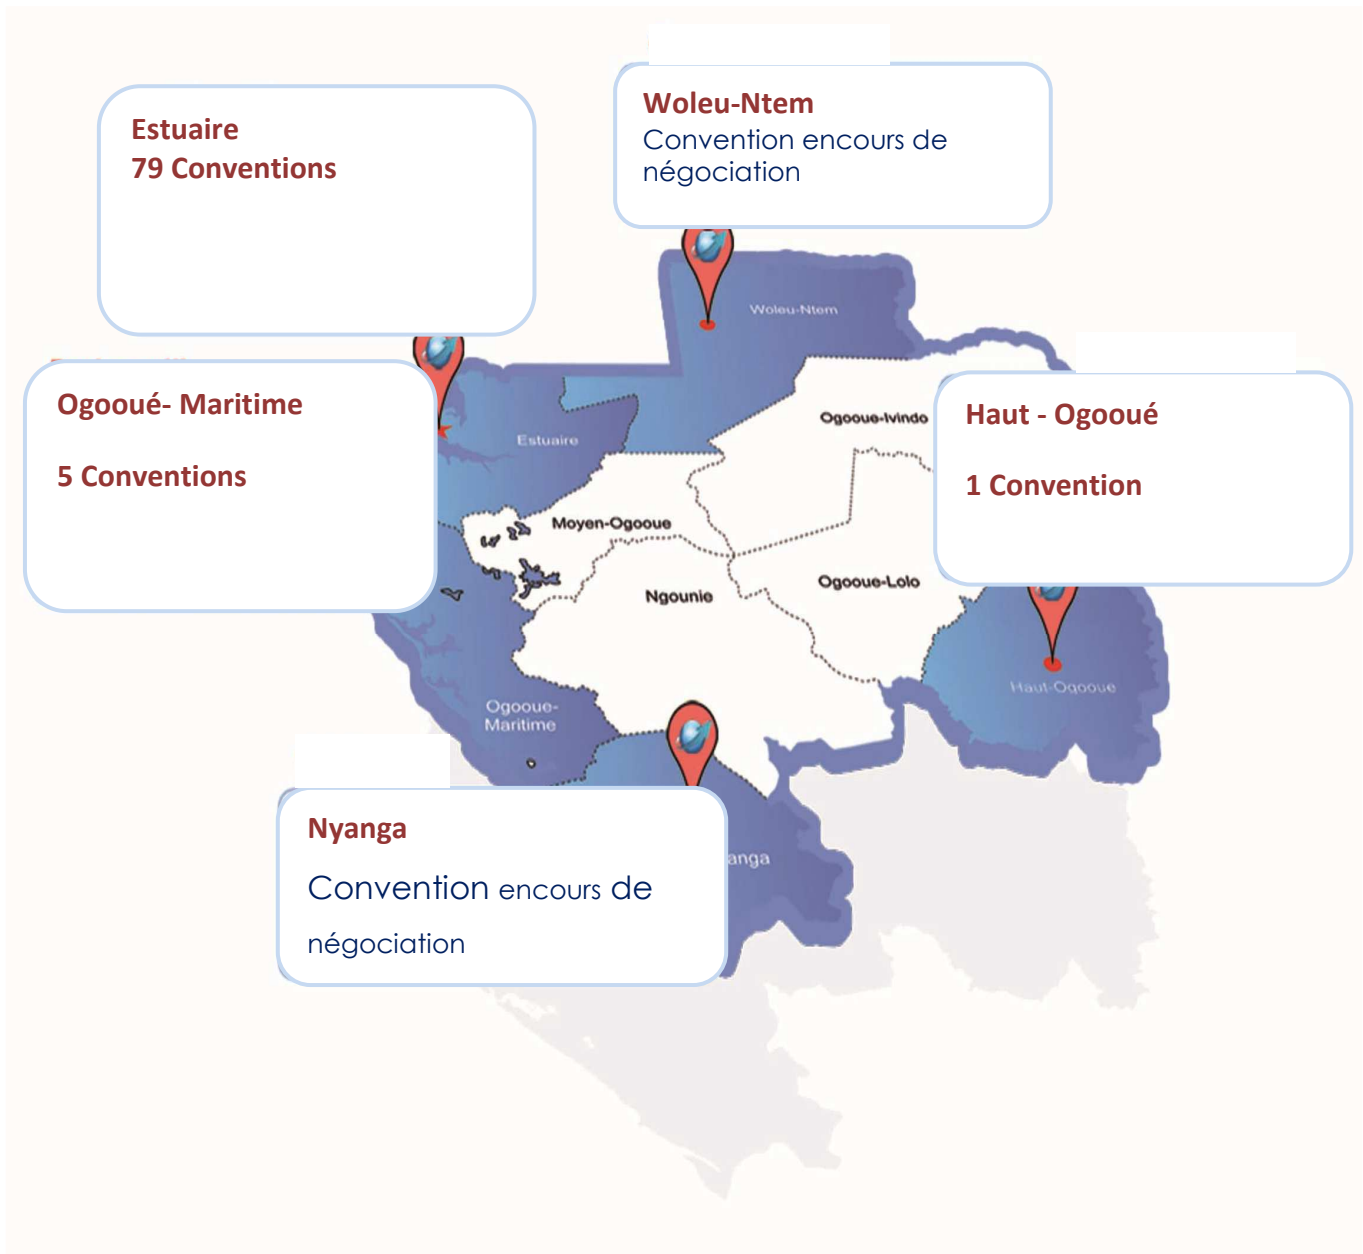 Woleu-Ntem
Convention encours de
négociation
Estuaire
79 Conventions
Woleu-Ntem
Ogooué- Maritime
5 Conventions
Haut - Ogooué
1 Convention
Ogooue-Ivindo
Estuaire
Moyen-Ogooue
Ngounie
Ogooue-Lolo
Haut-Ogooue
Ogooue-
Maritime
Nyanga
Convention encours de
négociation
anga